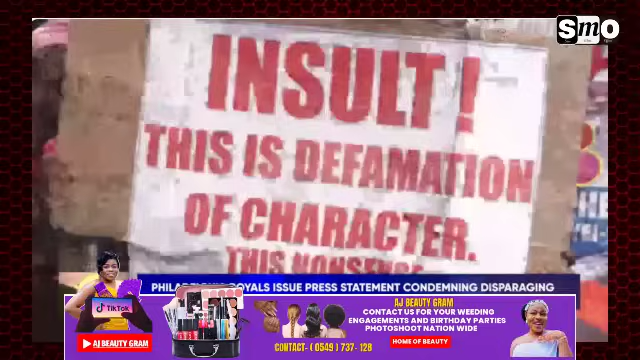 smo
INSULT!
THIS IS DEFAMATION
OF CHARACTER.
THIS NONSENSE
ROYALS ISSUE PRESS STATEMENT CONDEMNING DISPARAGING
TikTok
AJ BEAUTY GRAM
AJ BEAUTY GRAM
CONTACT US FOR YOUR WEDDING
ENGAGEMENTS AND BIRTHDAY PARTIES
PHOTOSHOOT NATION WIDE
CONTACT- ( 0549 ) 737- 128
HOME OF BEAUTY